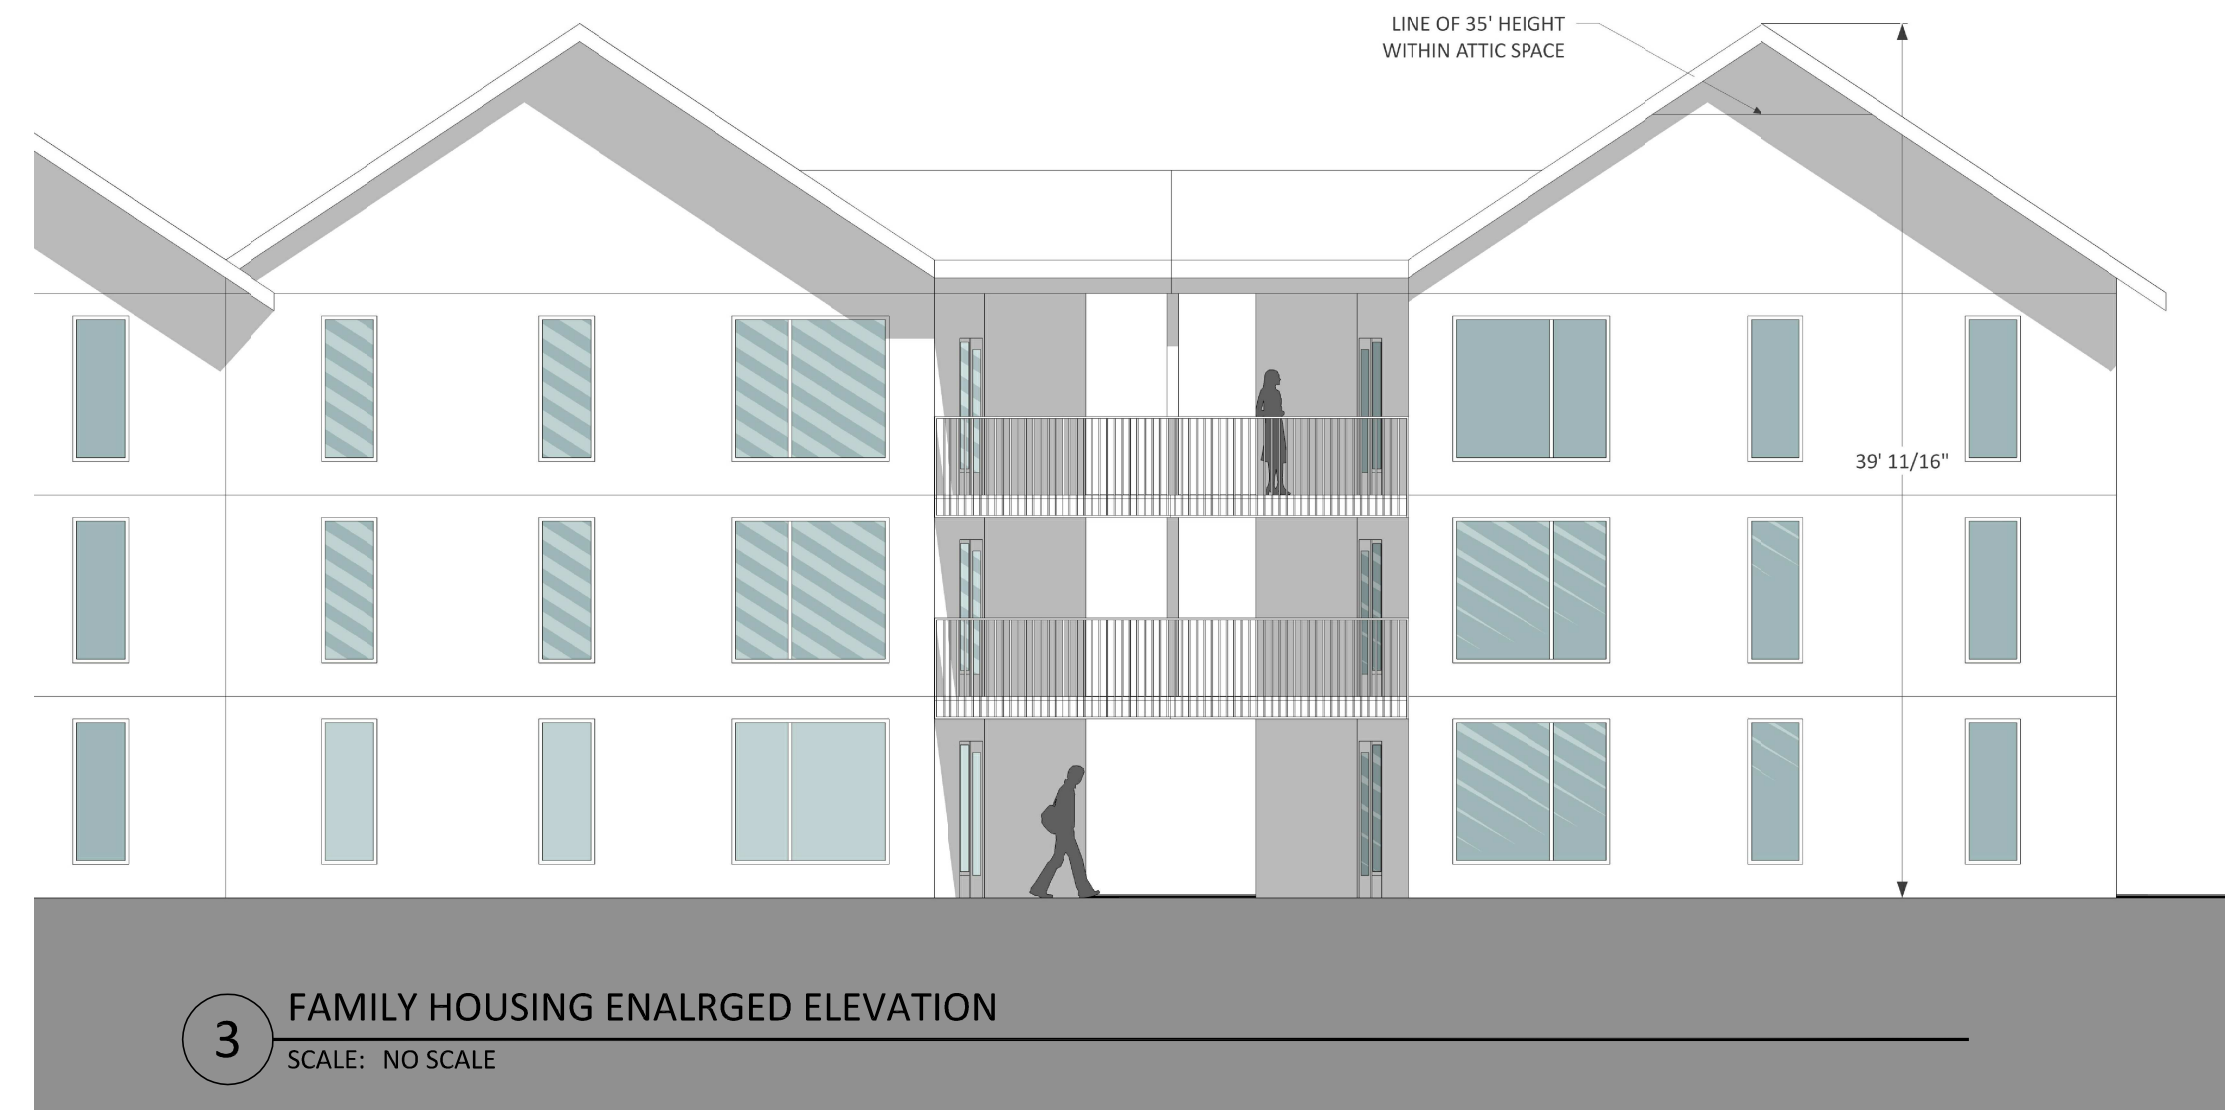 LINE OF 35' HEIGHT
WITHIN ATTIC SPACE
39' 11/16"
3
FAMILY HOUSING ENALRGED ELEVATION
SCALE: NO SCALE